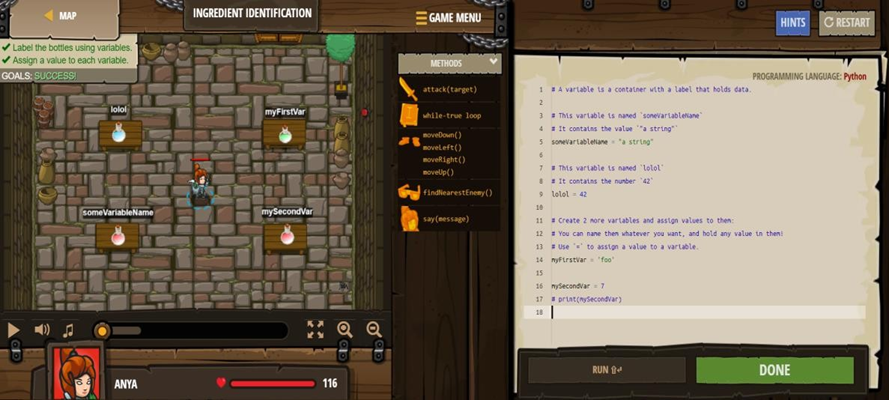 MAP
INGREDIENT IDENTIFICATION
GAME MENU
HINTS
RESTART
✓ Label the bottles using variables.
✓ Assign a value to each variable.
GOALS: SUCCESS!
lolol
myFirstVar
someVariableName
mySecondVar
METHODS
attack(target)
while-true loop
moveDown()
moveLeft()
moveRight()
moveUp()
findNearestEnemy()
say(message)
PROGRAMMING LANGUAGE: Python
1 # A variable is a container with a label that holds data.
2
3 # This variable is named `someVariableName`
4 # It contains the value `"a string"`
5 someVariableName = "a string"
6
7 # This variable is named `lolol`
8 # It contains the number `42`
9 lolol = 42
10
11 # Create 2 more variables and assign values to them:
12 # You can name them whatever you want, and hold any value in them!
13 # Use `=` to assign a value to a variable.
14 myFirstVar = 'foo'
15
16 mySecondVar = 7
17 # print(mySecondVar)
18
ANYA
116
RUN ⇧↵
DONE